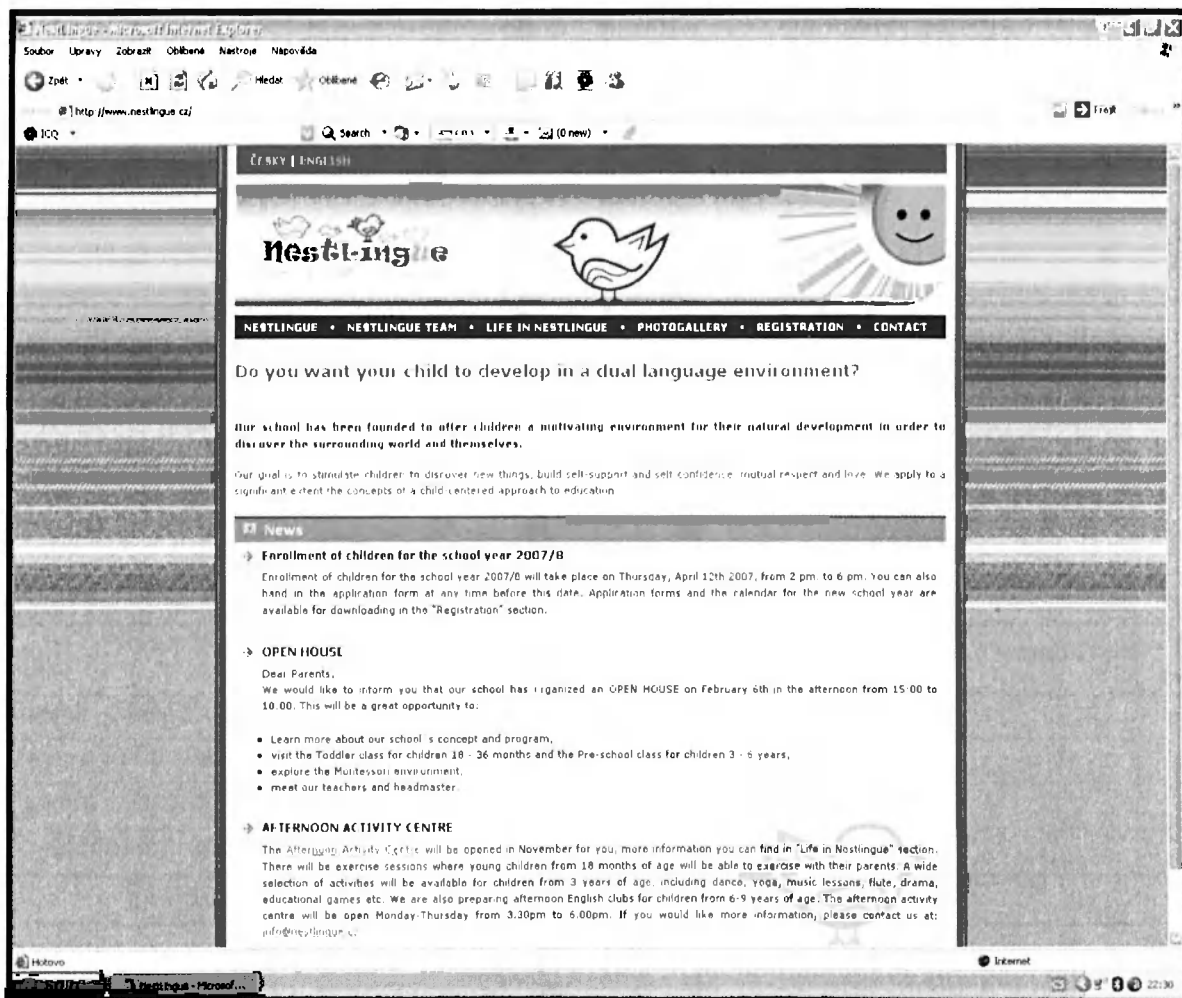 Nestlingue - Microsoft Internet Explorer
Soubor Úpravy Zobrazit Oblíbené Nástroje Nápověda
Zpět Hledat Oblíbené
http://www.nestlingue.cz/ Přejít
ICQ Search (0 new)
ČESKY | ENGLISH
nestlingue
NESTLINGUE • NESTLINGUE TEAM • LIFE IN NESTLINGUE • PHOTOGALLERY • REGISTRATION • CONTACT
Do you want your child to develop in a dual language environment?
Our school has been founded to offer children a motivating environment for their natural development in order to
discover the surrounding world and themselves.
Our goal is to stimulate children to discover new things, build self-support and self confidence, mutual respect and love. We apply to a
significant extent the concepts of a child centered approach to education
News
Enrollment of children for the school year 2007/8
Enrollment of children for the school year 2007/8 will take place on Thursday, April 12th 2007, from 2 pm. to 6 pm. You can also
hand in the application form at any time before this date. Application forms and the calendar for the new school year are
available for downloading in the "Registration" section.
OPEN HOUSE
Dear Parents,
We would like to inform you that our school has organized an OPEN HOUSE on February 6th in the afternoon from 15:00 to
This will be a great opportunity to:
• Learn more about our school's concept and program,
• visit the Toddler class for children 18 - 36 months and the Pre-school class for children 3 - 6 years,
• explore the Montessori environment,
• meet our teachers and headmaster.
AFTERNOON ACTIVITY CENTRE
The Afternoon Activity Centre will be opened in November for you, more information you can find in "Life in Nestlingue" section.
There will be exercise sessions where young children from 18 months of age will be able to exercise with their parents. A wide
selection of activities will be available for children from 3 years of age, including dance, yoga, music lessons, flute, drama,
educational games etc. We are also preparing afternoon English clubs for children from 6-9 years of age. The afternoon activity
centre will be open Monday-Thursday from 3.30pm to 6.00pm. If you would like more information, please contact us at:
info@nestlingue.cz
Hotovo Internet
Nestlingue - Microsof... 22:30